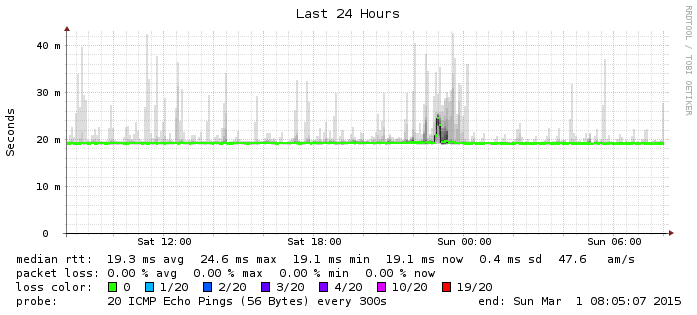 Last 24 Hours
RRDTOOL / TOBI OETIKER
Seconds
40 m
30 m
20 m
10 m
0
Sat 12:00 Sat 18:00 Sun 00:00 Sun 06:00
median rtt: 19.3 ms avg 24.6 ms max 19.1 ms min 19.1 ms now 0.4 ms sd 47.6 am/s
packet loss: 0.00 % avg 0.00 % max 0.00 % min 0.00 % now
loss color: 0 1/20 2/20 3/20 4/20 10/20 19/20
probe: 20 ICMP Echo Pings (56 Bytes) every 300s end: Sun Mar 1 08:05:07 2015